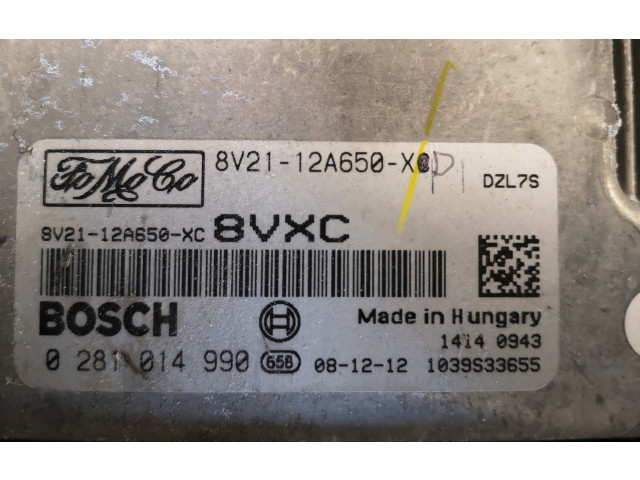 FoMoCo
8V21-12A650-XC
DZL7S
8V21-12A650-XC 8VXC
BOSCH
Made in Hungary
1414 0943
0 281 014 990 658 08-12-12 1039S33655